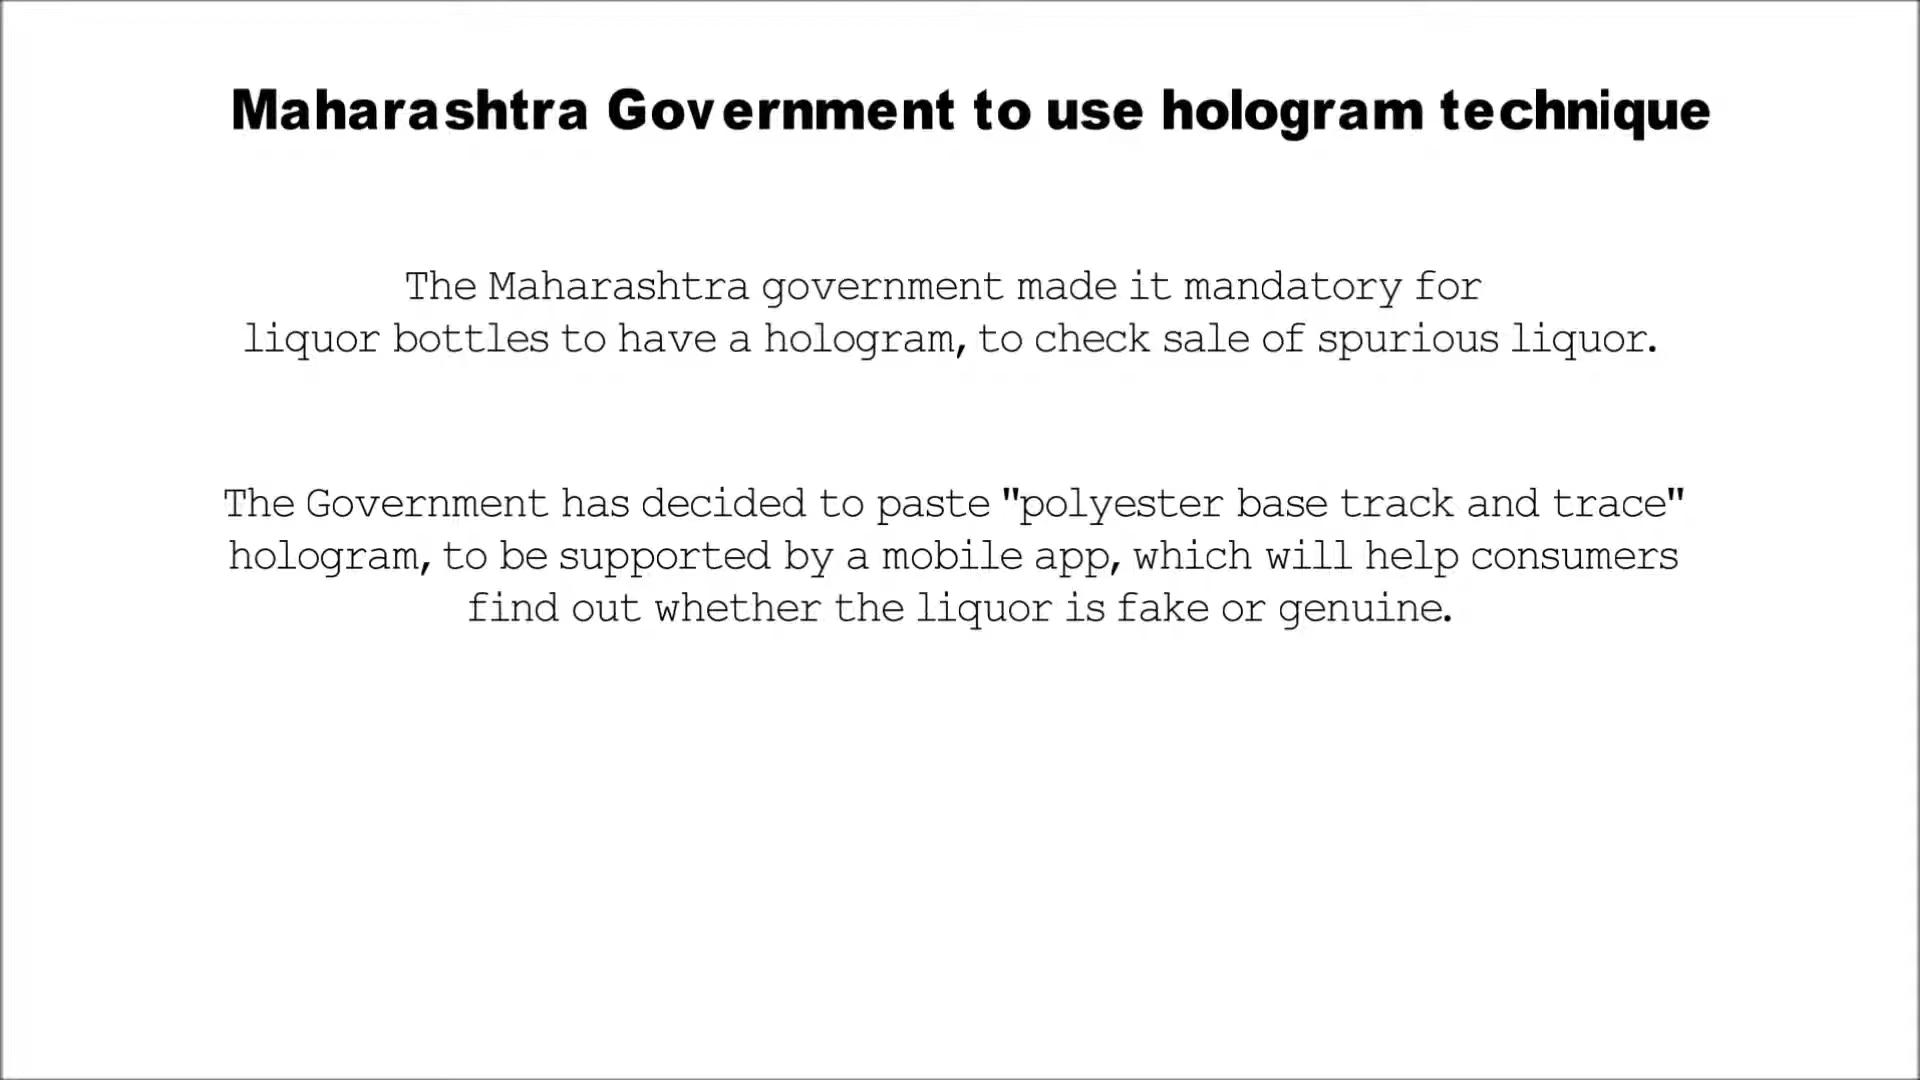 Maharashtra Government to use hologram technique
The Maharashtra government made it mandatory for
liquor bottles to have a hologram, to check sale of spurious liquor.
The Government has decided to paste "polyester base track and trace"
hologram, to be supported by a mobile app, which will help consumers
find out whether the liquor is fake or genuine.